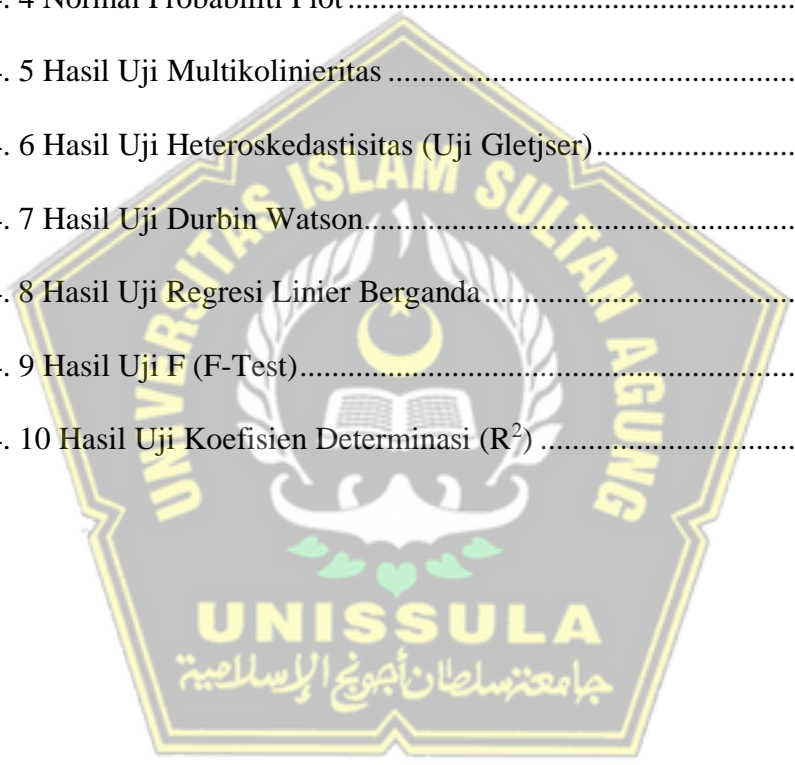 . 4 Normal Probabiliti Plot
. 5 Hasil Uji Multikolinieritas
. 6 Hasil Uji Heteroskedastisitas (Uji Gletjser)
. 7 Hasil Uji Durbin Watson
. 8 Hasil Uji Regresi Linier Berganda
. 9 Hasil Uji F (F-Test)
. 10 Hasil Uji Koefisien Determinasi (R²)
UNIVERSITAS ISLAM SULTAN AGUNG
UNISSULA
جامعة سلطان أجونج الإسلامية